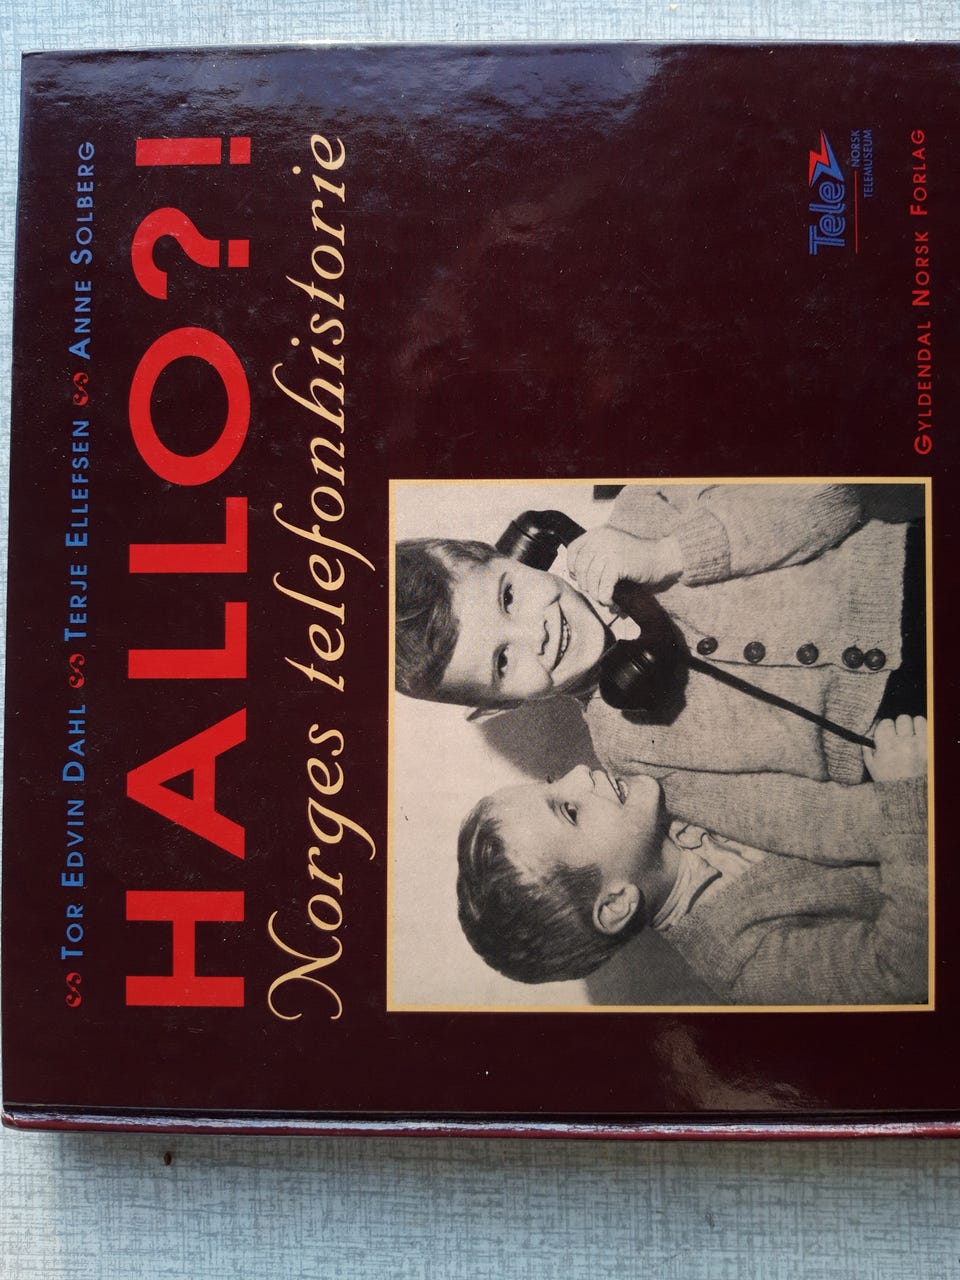 TOR EDVIN DAHL TERJE ELLEFSEN ANNE SOLBERG
HALLO?!
Norges telefonhistorie
Tele
NORSK
TELEMUSEUM
GYLDENDAL NORSK FORLAG